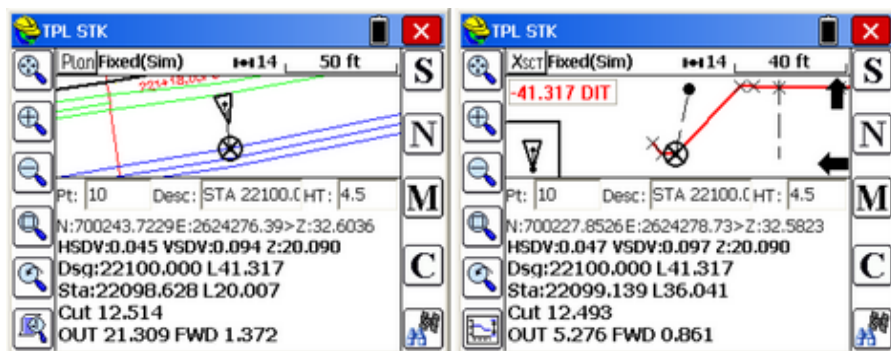 TPL STK
Plan Fixed(Sim) 14 50 ft
S
N
Pt: 10 Desc: STA 22100.( HT: 4.5
M
N:700243.7229E:2624276.39>Z:32.6036
HSDV:0.045 VSDV:0.094 Z:20.090
Dsg:22100.000 L41.317
C
Sta:22098.628 L20.007
Cut 12.514
OUT 21.309 FWD 1.372
TPL STK
Xsct Fixed(Sim) 14 40 ft
S
-41.317 DIT
N
Pt: 10 Desc: STA 22100.( HT: 4.5
M
N:700227.8526E:2624278.73>Z:32.5823
HSDV:0.047 VSDV:0.097 Z:20.090
Dsg:22100.000 L41.317
C
Sta:22099.139 L36.041
Cut 12.493
OUT 5.276 FWD 0.861